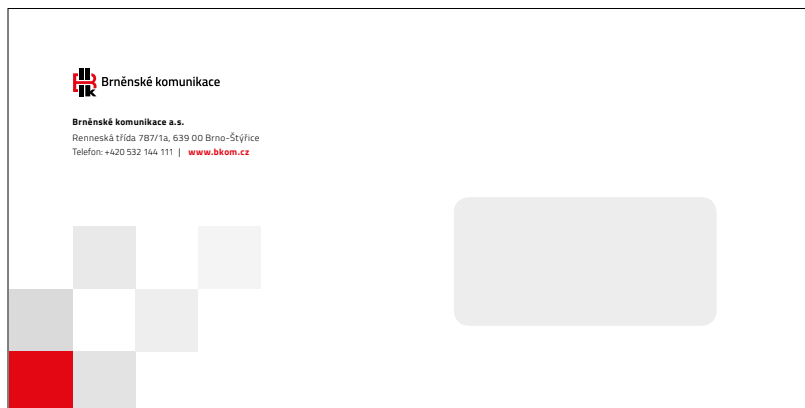 Brněnské komunikace
Brněnské komunikace a.s.
Renneská třída 787/1a, 639 00 Brno-Štýřice
Telefon: +420 532 144 111 | www.bkom.cz